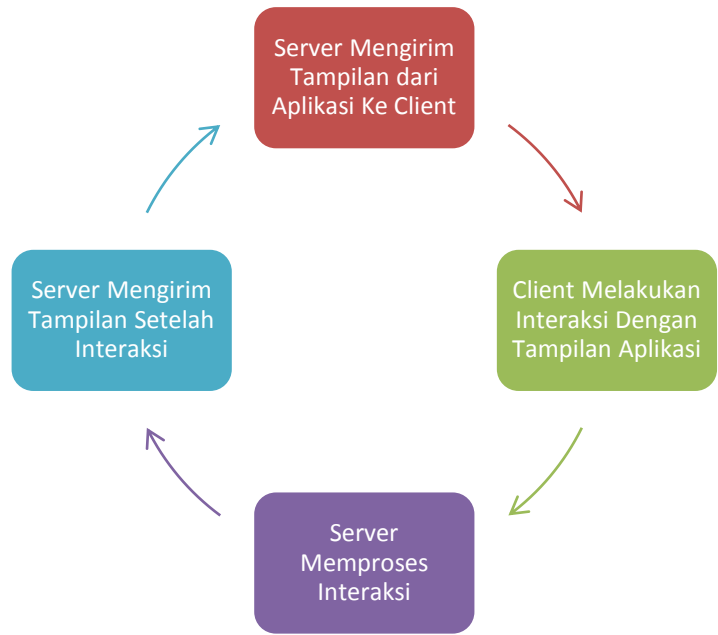 Server Mengirim
Tampilan dari
Aplikasi Ke Client
Client Melakukan
Interaksi Dengan
Tampilan Aplikasi
Server
Memproses
Interaksi
Server Mengirim
Tampilan Setelah
Interaksi